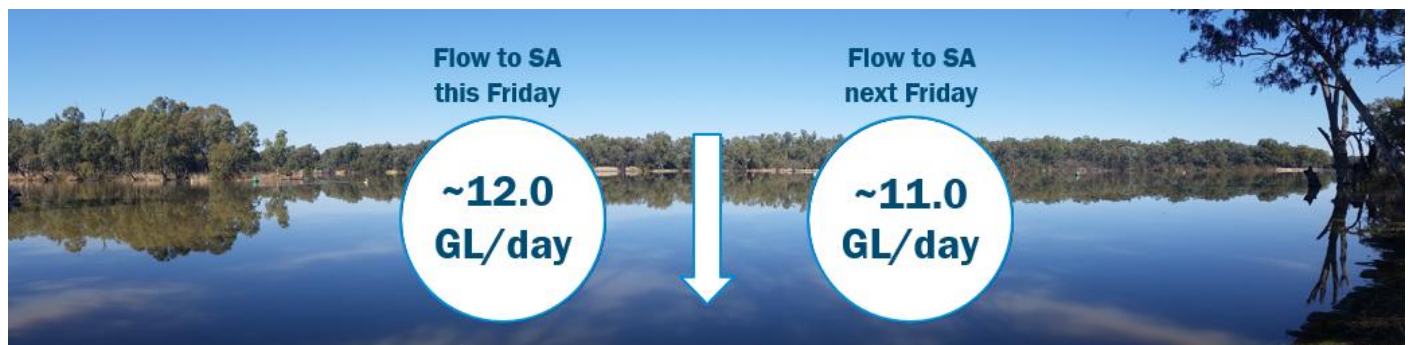 Flow to SA
this Friday
~12.0
GL/day
Flow to SA
next Friday
~11.0
GL/day